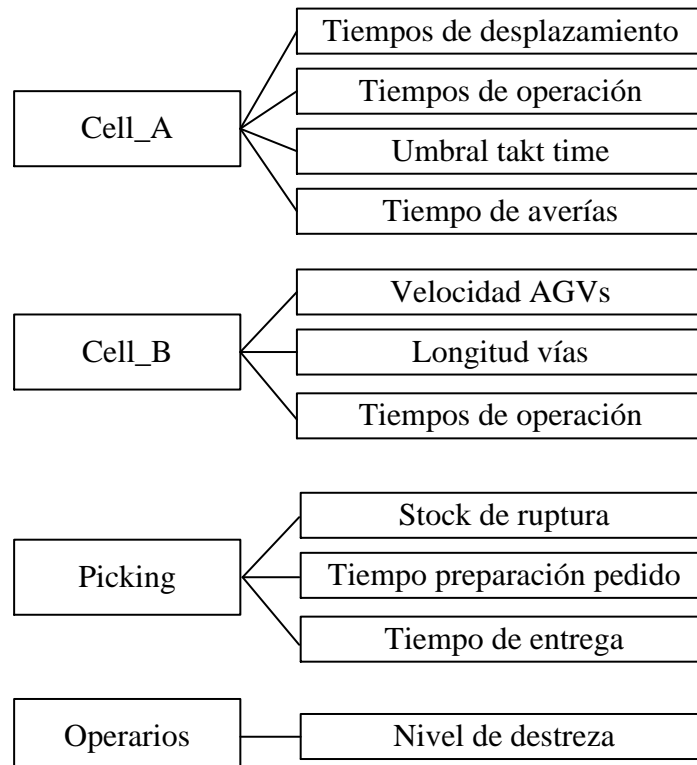 Cell_A
Tiempos de desplazamiento
Tiempos de operación
Umbral takt time
Tiempo de averías
Cell_B
Velocidad AGVs
Longitud vías
Tiempos de operación
Picking
Stock de ruptura
Tiempo preparación pedido
Tiempo de entrega
Operarios
Nivel de destreza